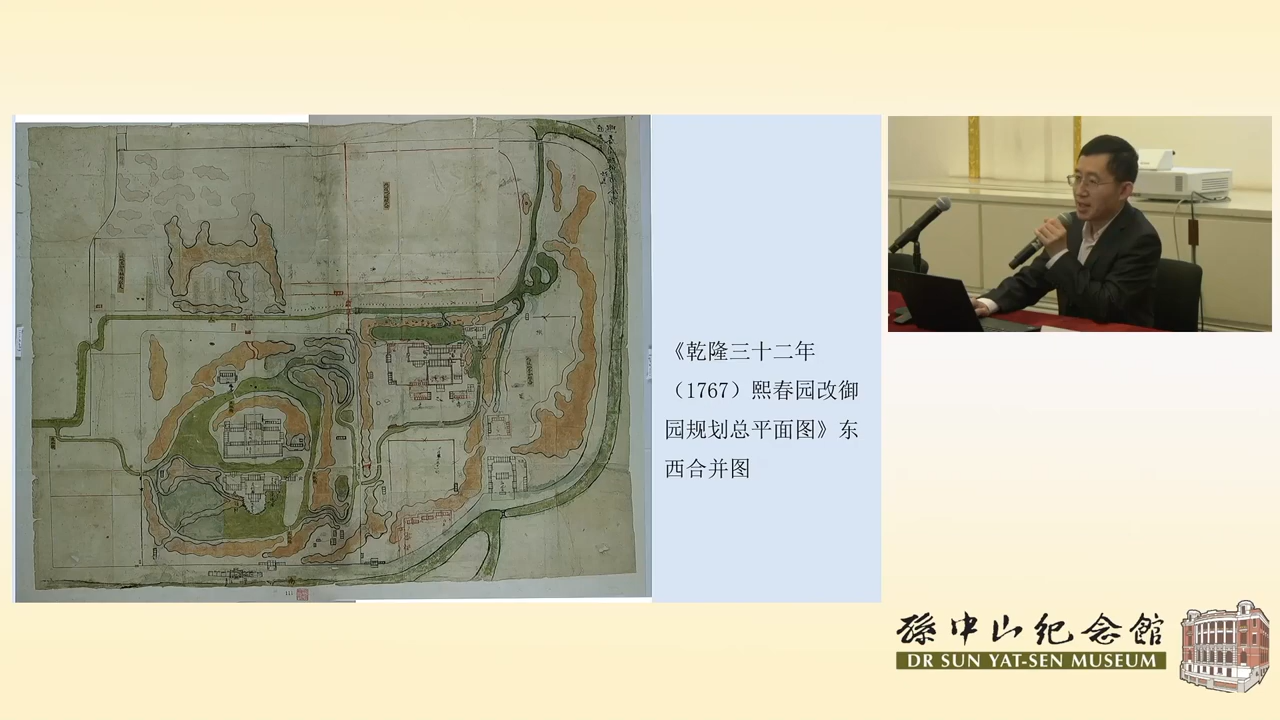 《乾隆三十二年
（1767）熙春园改御
园规划总平面图》东
西合并图
孫中山紀念館
DR SUN YAT-SEN MUSEUM